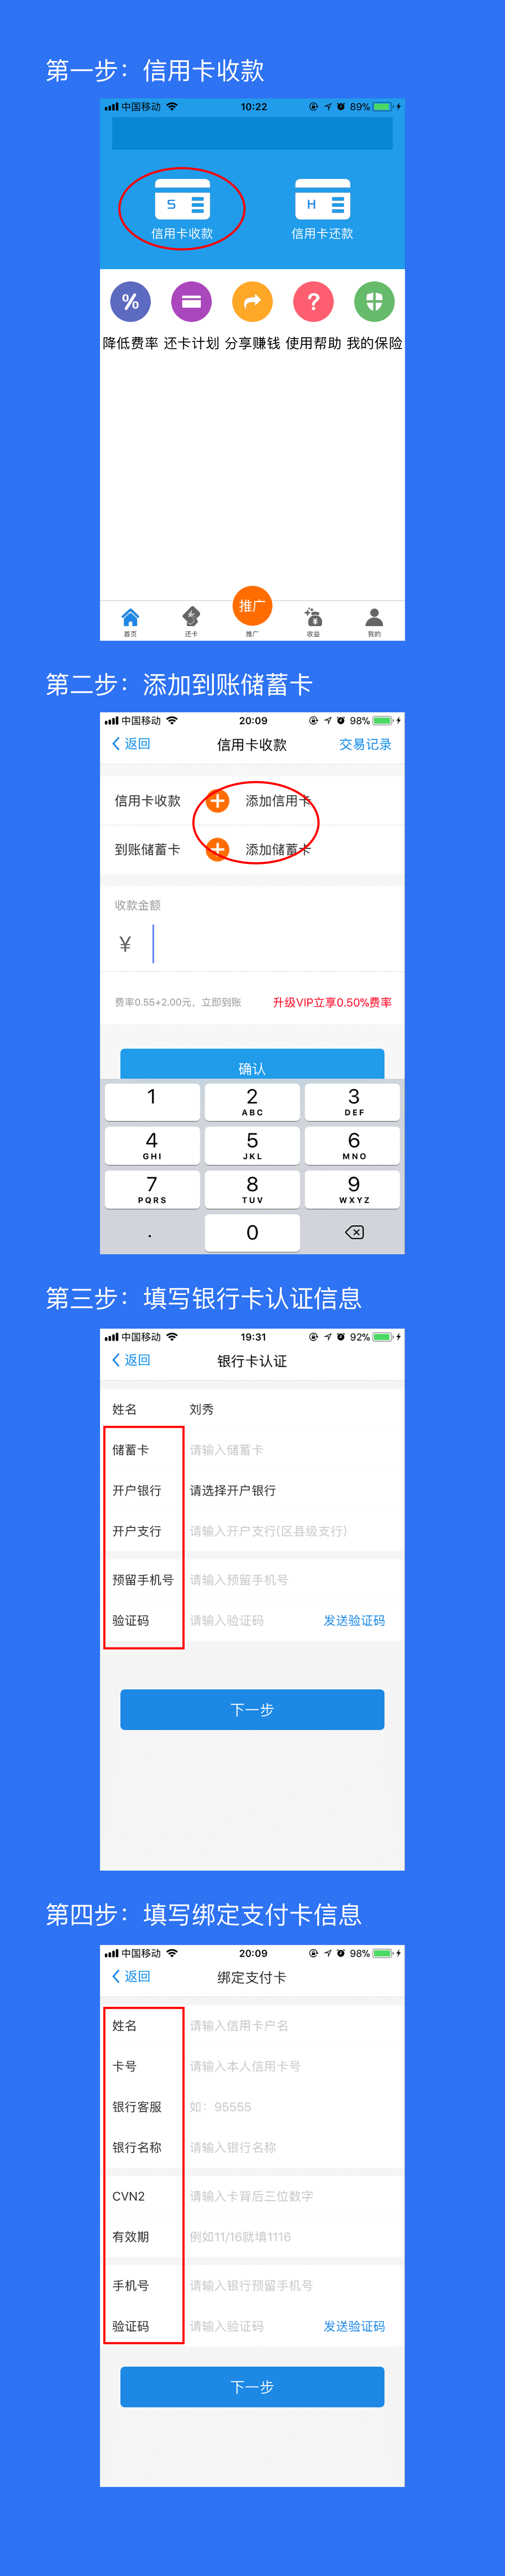 第一步：信用卡收款
中国移动 10:22 89%
S H
信用卡收款 信用卡还款
% ?
降低费率 还卡计划 分享赚钱 使用帮助 我的保险
推广
首页 还卡 推广 收益 我的
第二步：添加到账储蓄卡
中国移动 20:09 98%
返回 信用卡收款 交易记录
信用卡收款 添加信用卡
到账储蓄卡 添加储蓄卡
收款金额
¥
费率0.55+2.00元，立即到账 升级VIP立享0.50%费率
确认
1 2 3
ABC DEF
4 5 6
GHI JKL MNO
7 8 9
PQRS TUV WXYZ
. 0
第三步：填写银行卡认证信息
中国移动 19:31 92%
返回 银行卡认证
姓名 刘秀
储蓄卡 请输入储蓄卡
开户银行 请选择开户银行
开户支行 请输入开户支行(区县级支行)
预留手机号 请输入预留手机号
验证码 请输入验证码 发送验证码
下一步
第四步：填写绑定支付卡信息
中国移动 20:09 98%
返回 绑定支付卡
姓名 请输入信用卡户名
卡号 请输入本人信用卡号
银行客服 如：95555
银行名称 请输入银行名称
CVN2 请输入卡背后三位数字
有效期 例如11/16就填1116
手机号 请输入银行预留手机号
验证码 请输入验证码 发送验证码
下一步